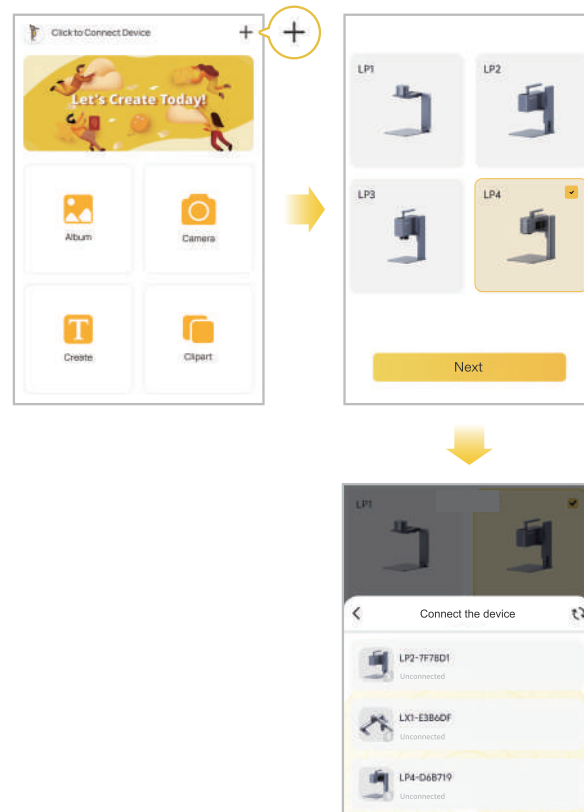 Click to Connect Device
Let's Create Today!
Album
Camera
Create
Clipart
LP1
LP2
LP3
LP4
Next
LP1
Connect the device
LP2-7F78D1
Unconnected
LX1-E3B6DF
Unconnected
LP4-D6B719
Unconnected